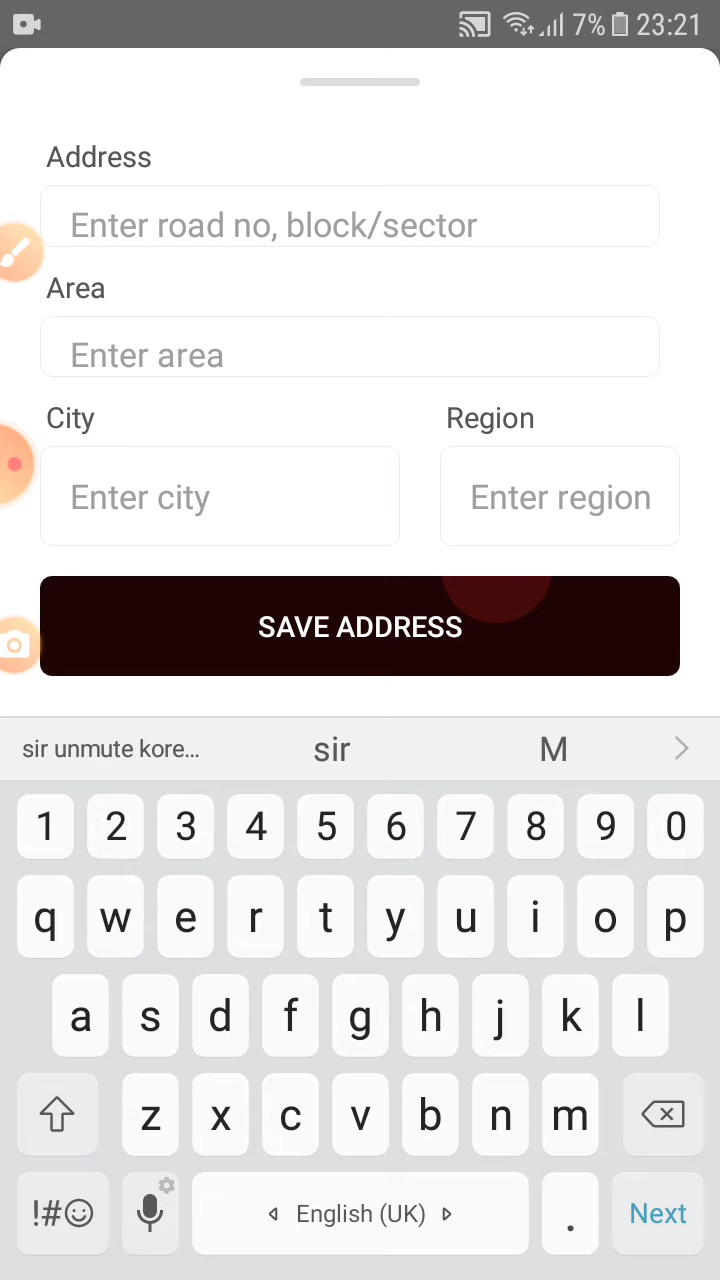 7% 23:21
Address
Enter road no, block/sector
Area
Enter area
City Region
Enter city Enter region
SAVE ADDRESS
sir unmute kore... sir M
1 2 3 4 5 6 7 8 9 0
q w e r t y u i o p
a s d f g h j k l
z x c v b n m
!#☺ English (UK) . Next